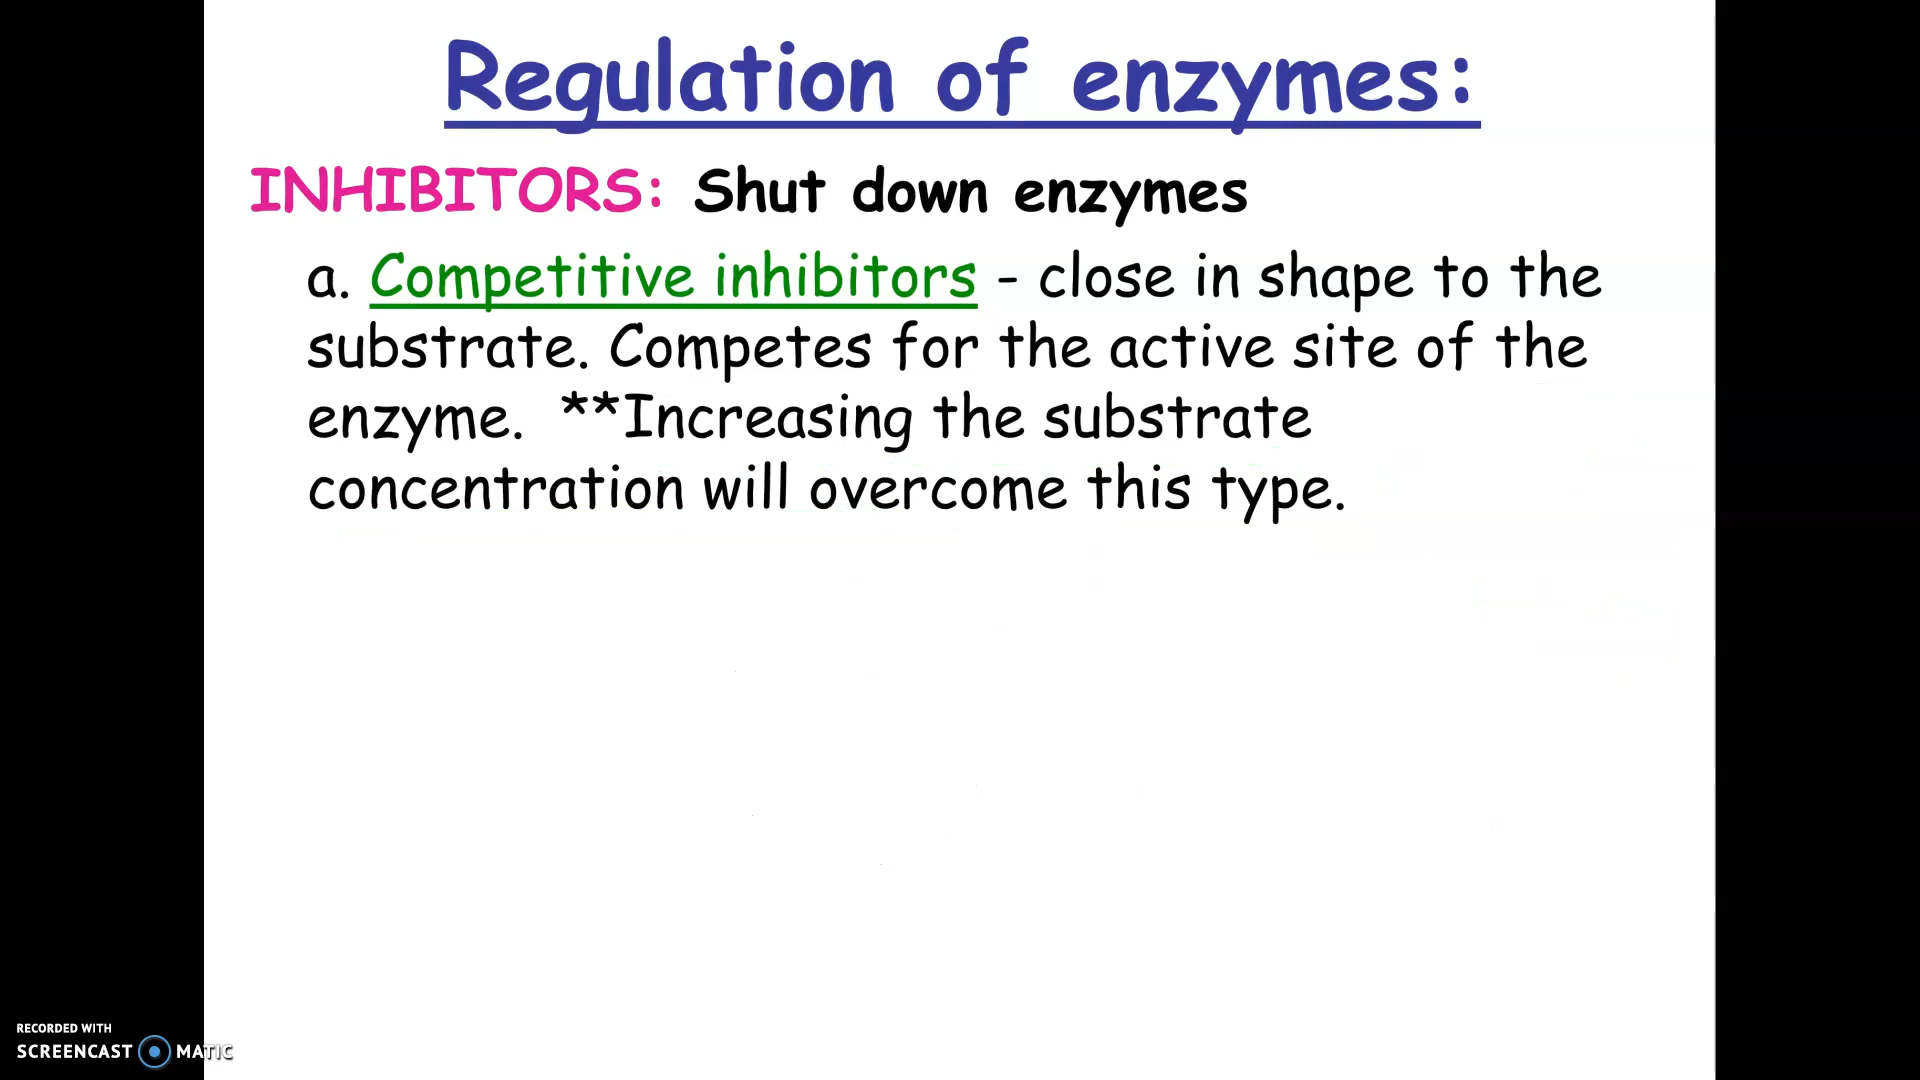 Regulation of enzymes:
INHIBITORS: Shut down enzymes
a. Competitive inhibitors - close in shape to the
substrate. Competes for the active site of the
enzyme. **Increasing the substrate
concentration will overcome this type.
RECORDED WITH
SCREENCAST MATIC